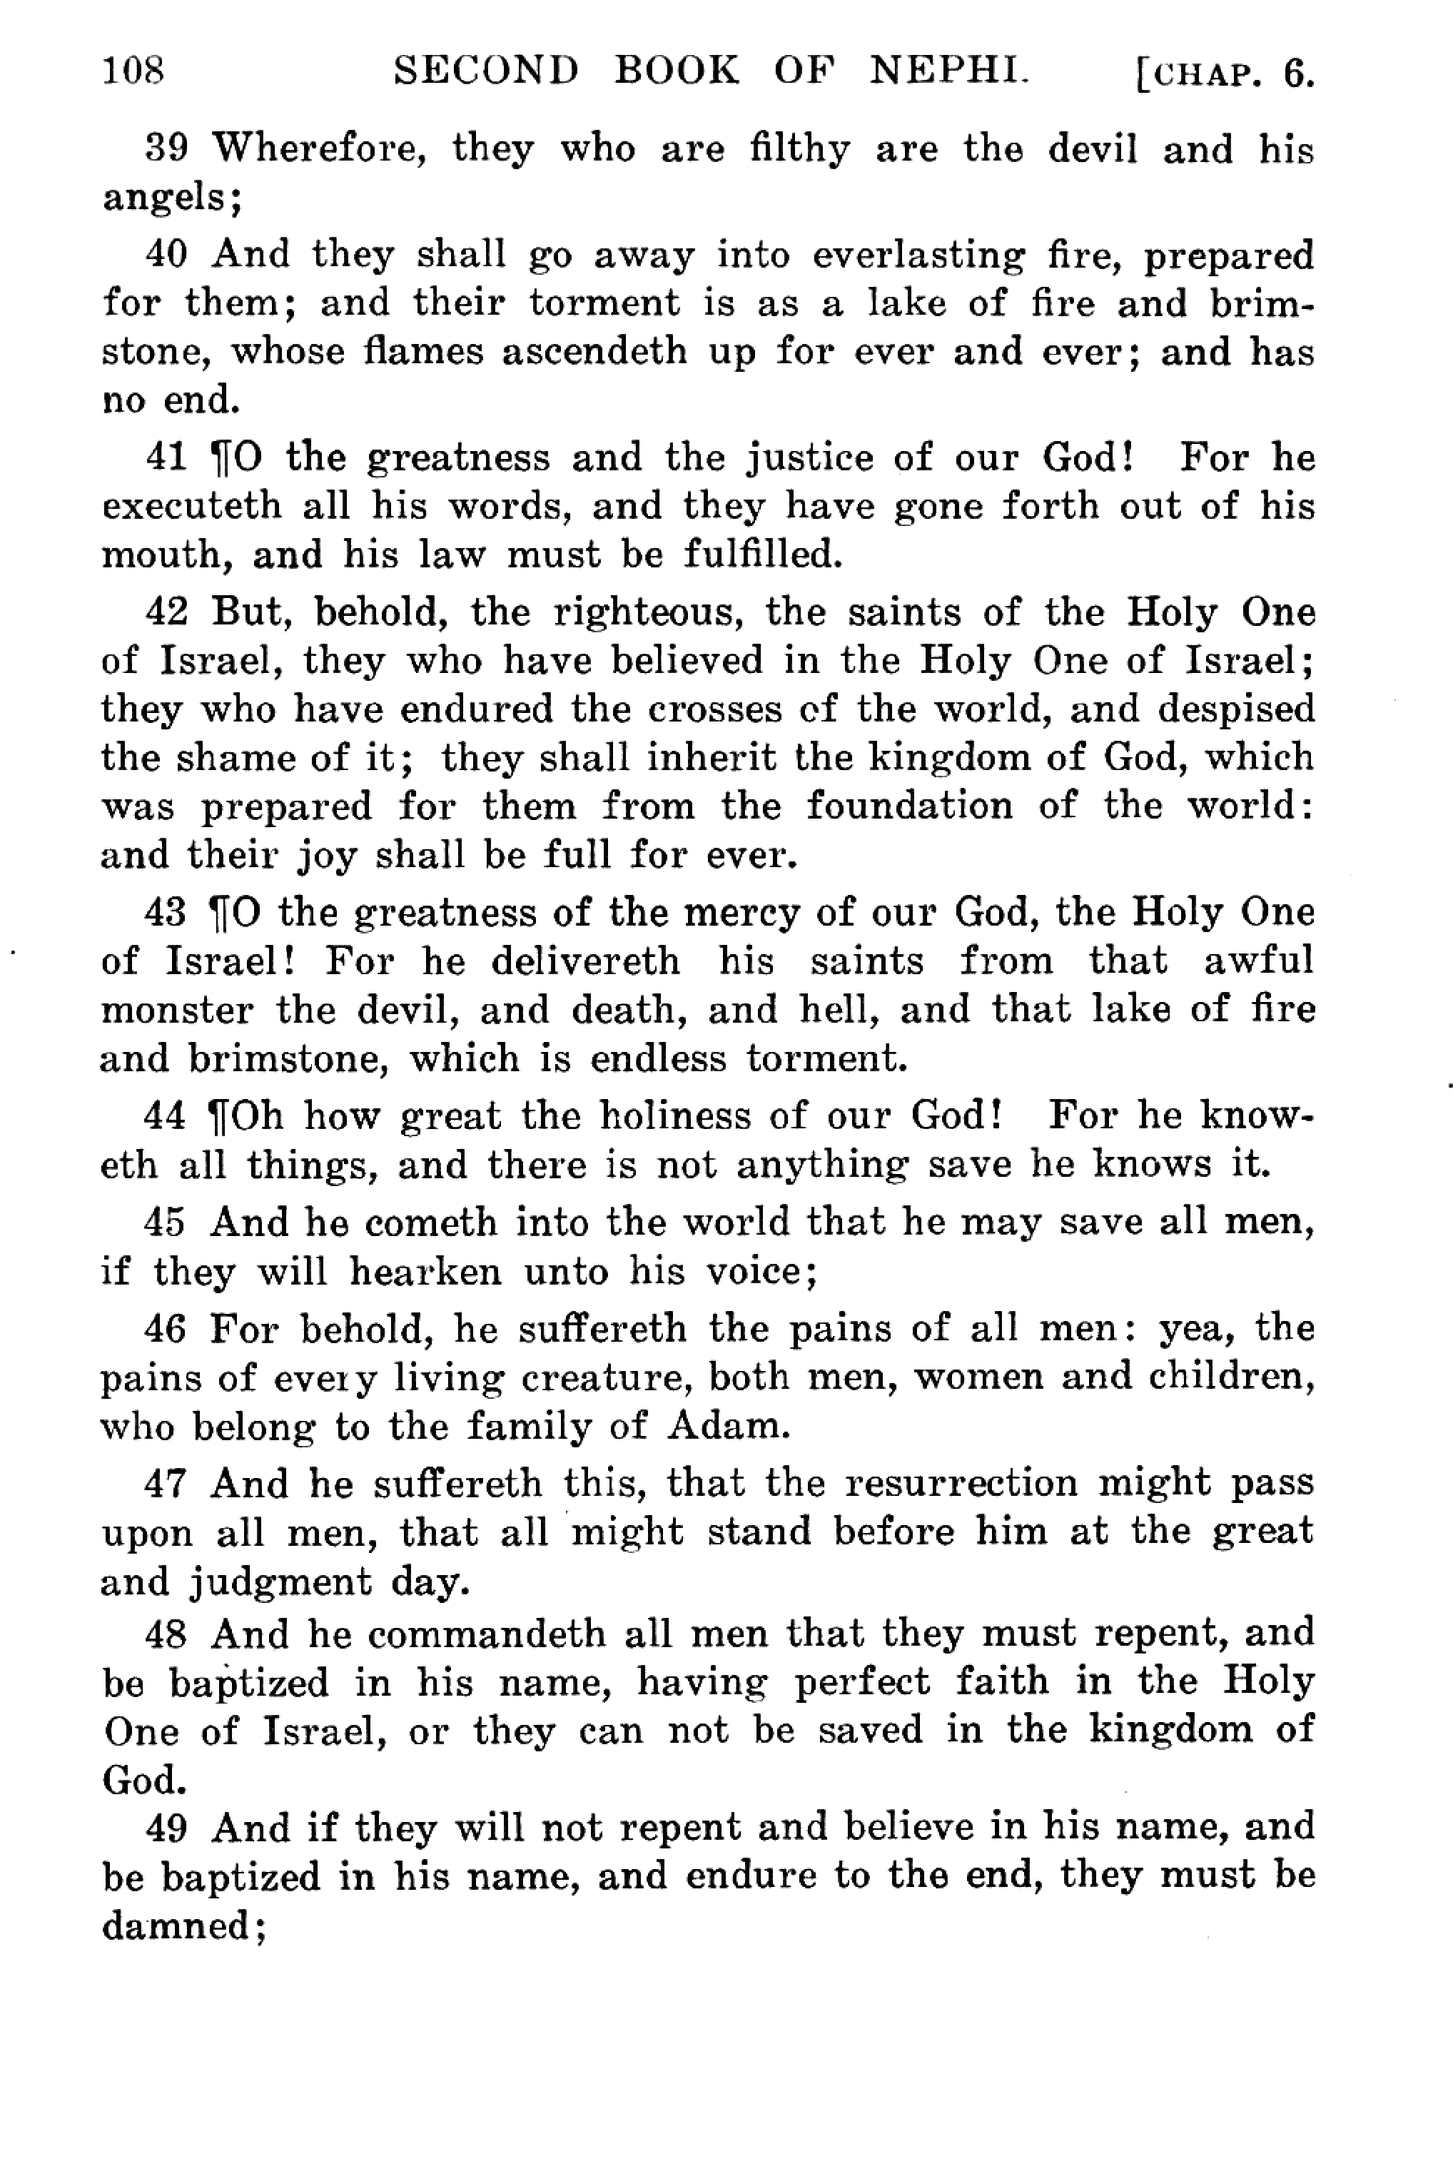 108 SECOND BOOK OF NEPHI. [CHAP. 6.
39 Wherefore, they who are filthy are the devil and his
angels;
40 And they shall go away into everlasting fire, prepared
for them; and their torment is as a lake of fire and brim-
stone, whose flames ascendeth up for ever and ever; and has
no end.
41 ¶O the greatness and the justice of our God! For he
executeth all his words, and they have gone forth out of his
mouth, and his law must be fulfilled.
42 But, behold, the righteous, the saints of the Holy One
of Israel, they who have believed in the Holy One of Israel;
they who have endured the crosses of the world, and despised
the shame of it; they shall inherit the kingdom of God, which
was prepared for them from the foundation of the world:
and their joy shall be full for ever.
43 ¶O the greatness of the mercy of our God, the Holy One
of Israel! For he delivereth his saints from that awful
monster the devil, and death, and hell, and that lake of fire
and brimstone, which is endless torment.
44 ¶Oh how great the holiness of our God! For he know-
eth all things, and there is not anything save he knows it.
45 And he cometh into the world that he may save all men,
if they will hearken unto his voice;
46 For behold, he suffereth the pains of all men: yea, the
pains of every living creature, both men, women and children,
who belong to the family of Adam.
47 And he suffereth this, that the resurrection might pass
upon all men, that all might stand before him at the great
and judgment day.
48 And he commandeth all men that they must repent, and
be baptized in his name, having perfect faith in the Holy
One of Israel, or they can not be saved in the kingdom of
God.
49 And if they will not repent and believe in his name, and
be baptized in his name, and endure to the end, they must be
damned;